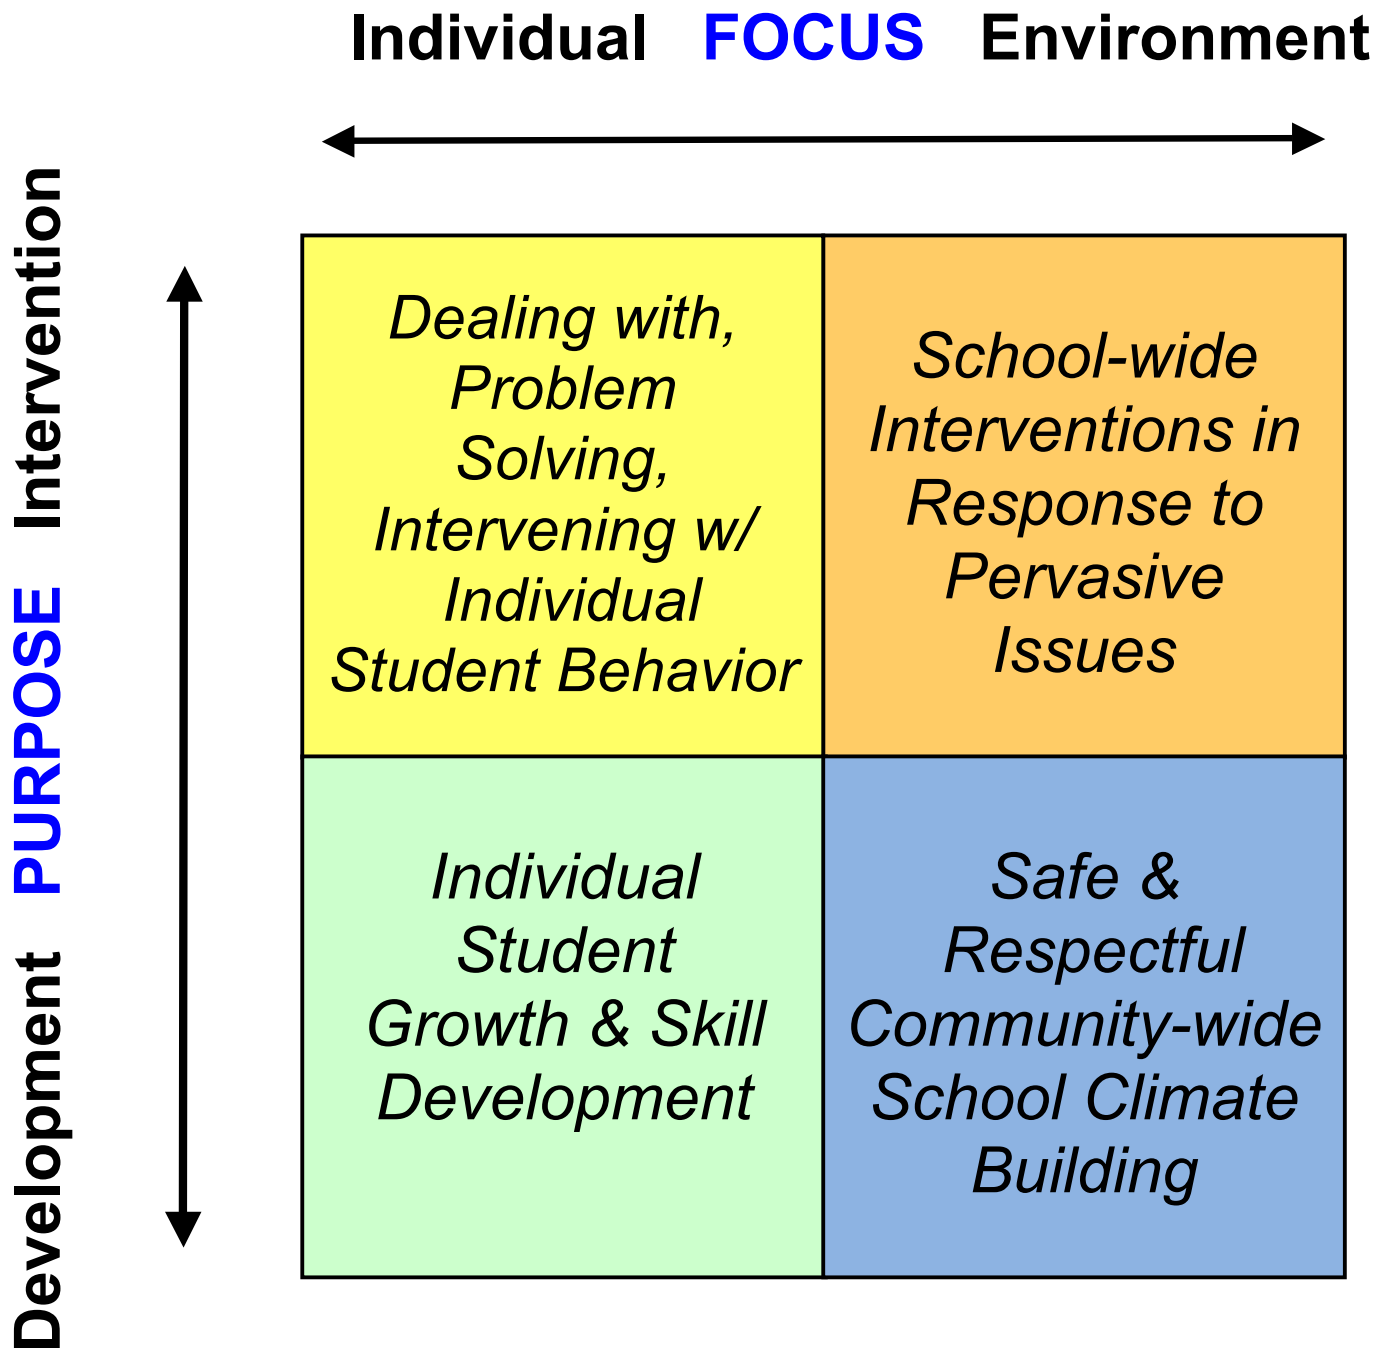 Individual FOCUS Environment
Development PURPOSE Intervention
Dealing with,
Problem
Solving,
Intervening w/
Individual
Student Behavior
School-wide
Interventions in
Response to
Pervasive
Issues
Individual
Student
Growth & Skill
Development
Safe &
Respectful
Community-wide
School Climate
Building